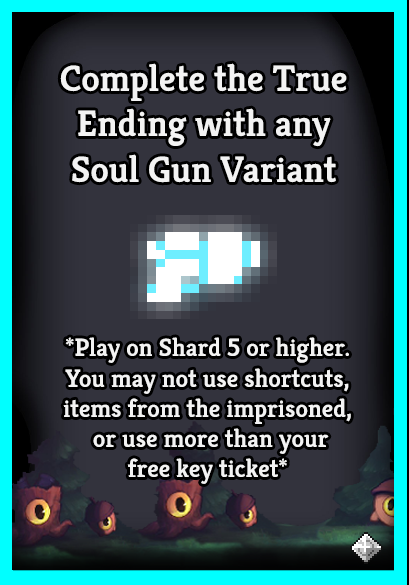 Complete the True
Ending with any
Soul Gun Variant
*Play on Shard 5 or higher.
You may not use shortcuts,
items from the imprisoned,
or use more than your
free key ticket*